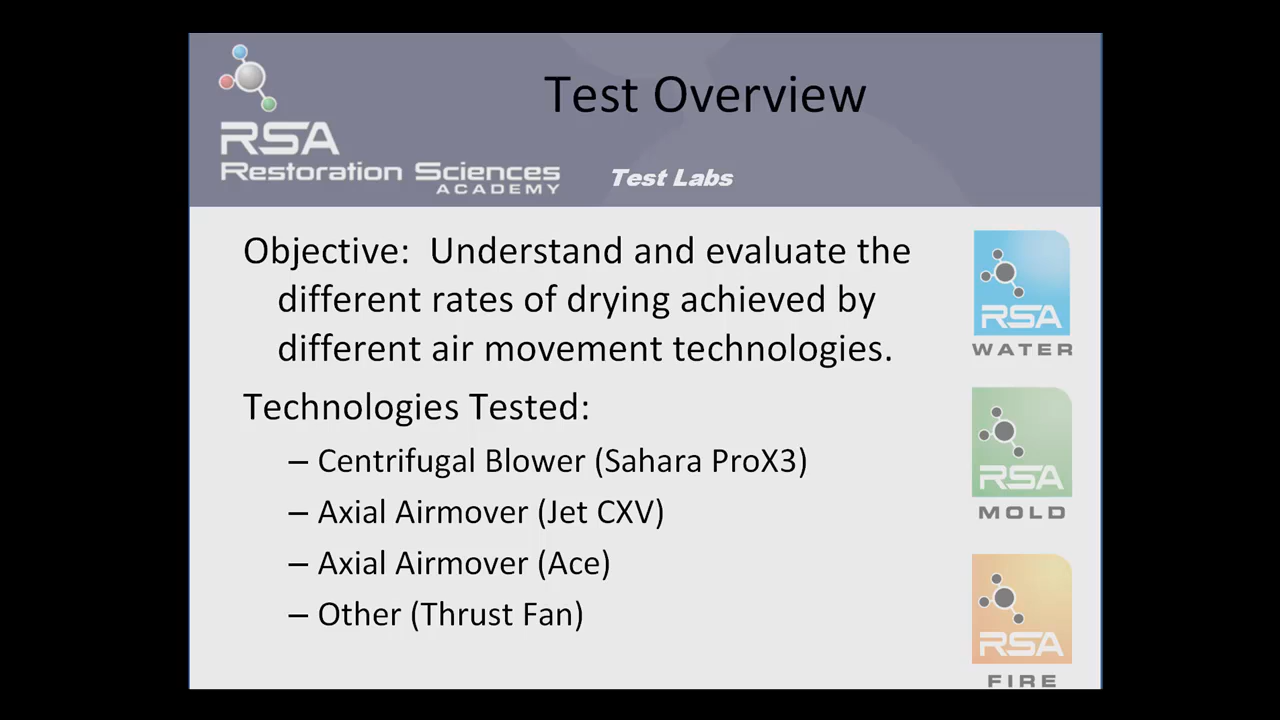 Test Overview
RSA
Restoration Sciences
ACADEMY
Test Labs
Objective:  Understand and evaluate the
different rates of drying achieved by
different air movement technologies.
Technologies Tested:
– Centrifugal Blower (Sahara ProX3)
– Axial Airmover (Jet CXV)
– Axial Airmover (Ace)
– Other (Thrust Fan)
RSA
WATER
RSA
MOLD
RSA
FIRE